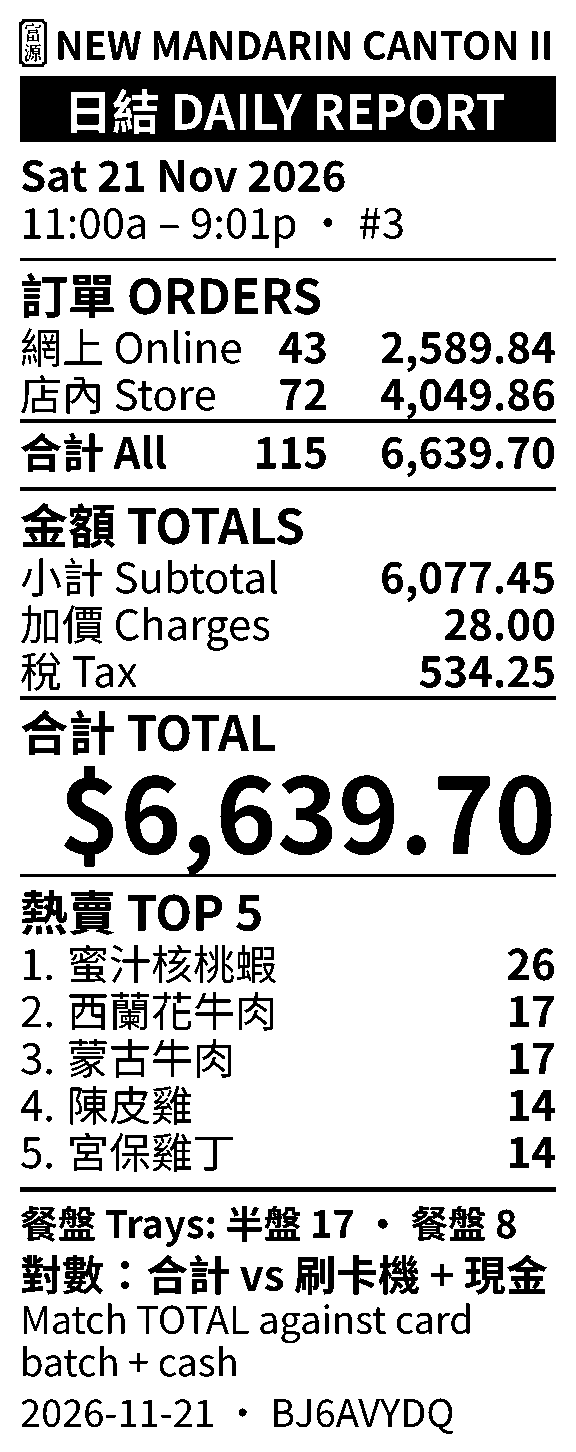 富源 NEW MANDARIN CANTON II
日結 DAILY REPORT
Sat 21 Nov 2026
11:00a – 9:01p • #3
訂單 ORDERS
網上 Online 43 2,589.84
店內 Store 72 4,049.86
合計 All 115 6,639.70
金額 TOTALS
小計 Subtotal 6,077.45
加價 Charges 28.00
稅 Tax 534.25
合計 TOTAL
$6,639.70
熱賣 TOP 5
1. 蜜汁核桃蝦 26
2. 西蘭花牛肉 17
3. 蒙古牛肉 17
4. 陳皮雞 14
5. 宮保雞丁 14
餐盤 Trays: 半盤 17 • 餐盤 8
對數：合計 vs 刷卡機 + 現金
Match TOTAL against card
batch + cash
2026-11-21 • BJ6AVYDQ